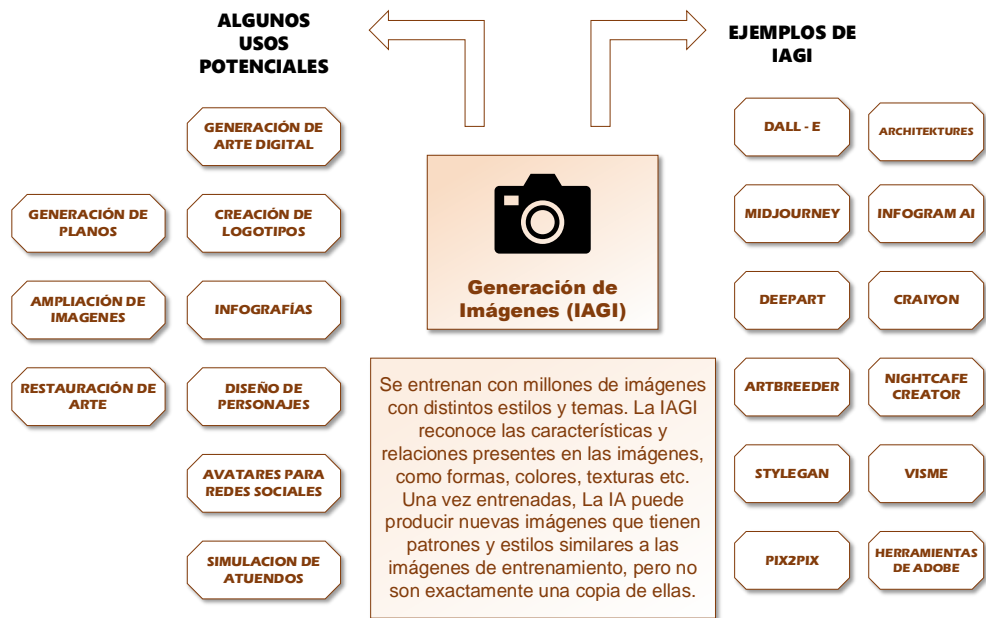 ALGUNOS
USOS
POTENCIALES
GENERACIÓN DE
ARTE DIGITAL
GENERACIÓN DE
PLANOS
CREACIÓN DE
LOGOTIPOS
AMPLIACIÓN DE
IMAGENES
INFOGRAFÍAS
RESTAURACIÓN DE
ARTE
DISEÑO DE
PERSONAJES
AVATARES PARA
REDES SOCIALES
SIMULACION DE
ATUENDOS
Generación de
Imágenes (IAGI)
Se entrenan con millones de imágenes
con distintos estilos y temas. La IAGI
reconoce las características y
relaciones presentes en las imágenes,
como formas, colores, texturas etc.
Una vez entrenadas, La IA puede
producir nuevas imágenes que tienen
patrones y estilos similares a las
imágenes de entrenamiento, pero no
son exactamente una copia de ellas.
EJEMPLOS DE
IAGI
DALL - E
ARCHITEKTURES
MIDJOURNEY
INFOGRAM AI
DEEPART
CRAIYON
ARTBREEDER
NIGHTCAFE
CREATOR
STYLEGAN
VISME
PIX2PIX
HERRAMIENTAS
DE ADOBE